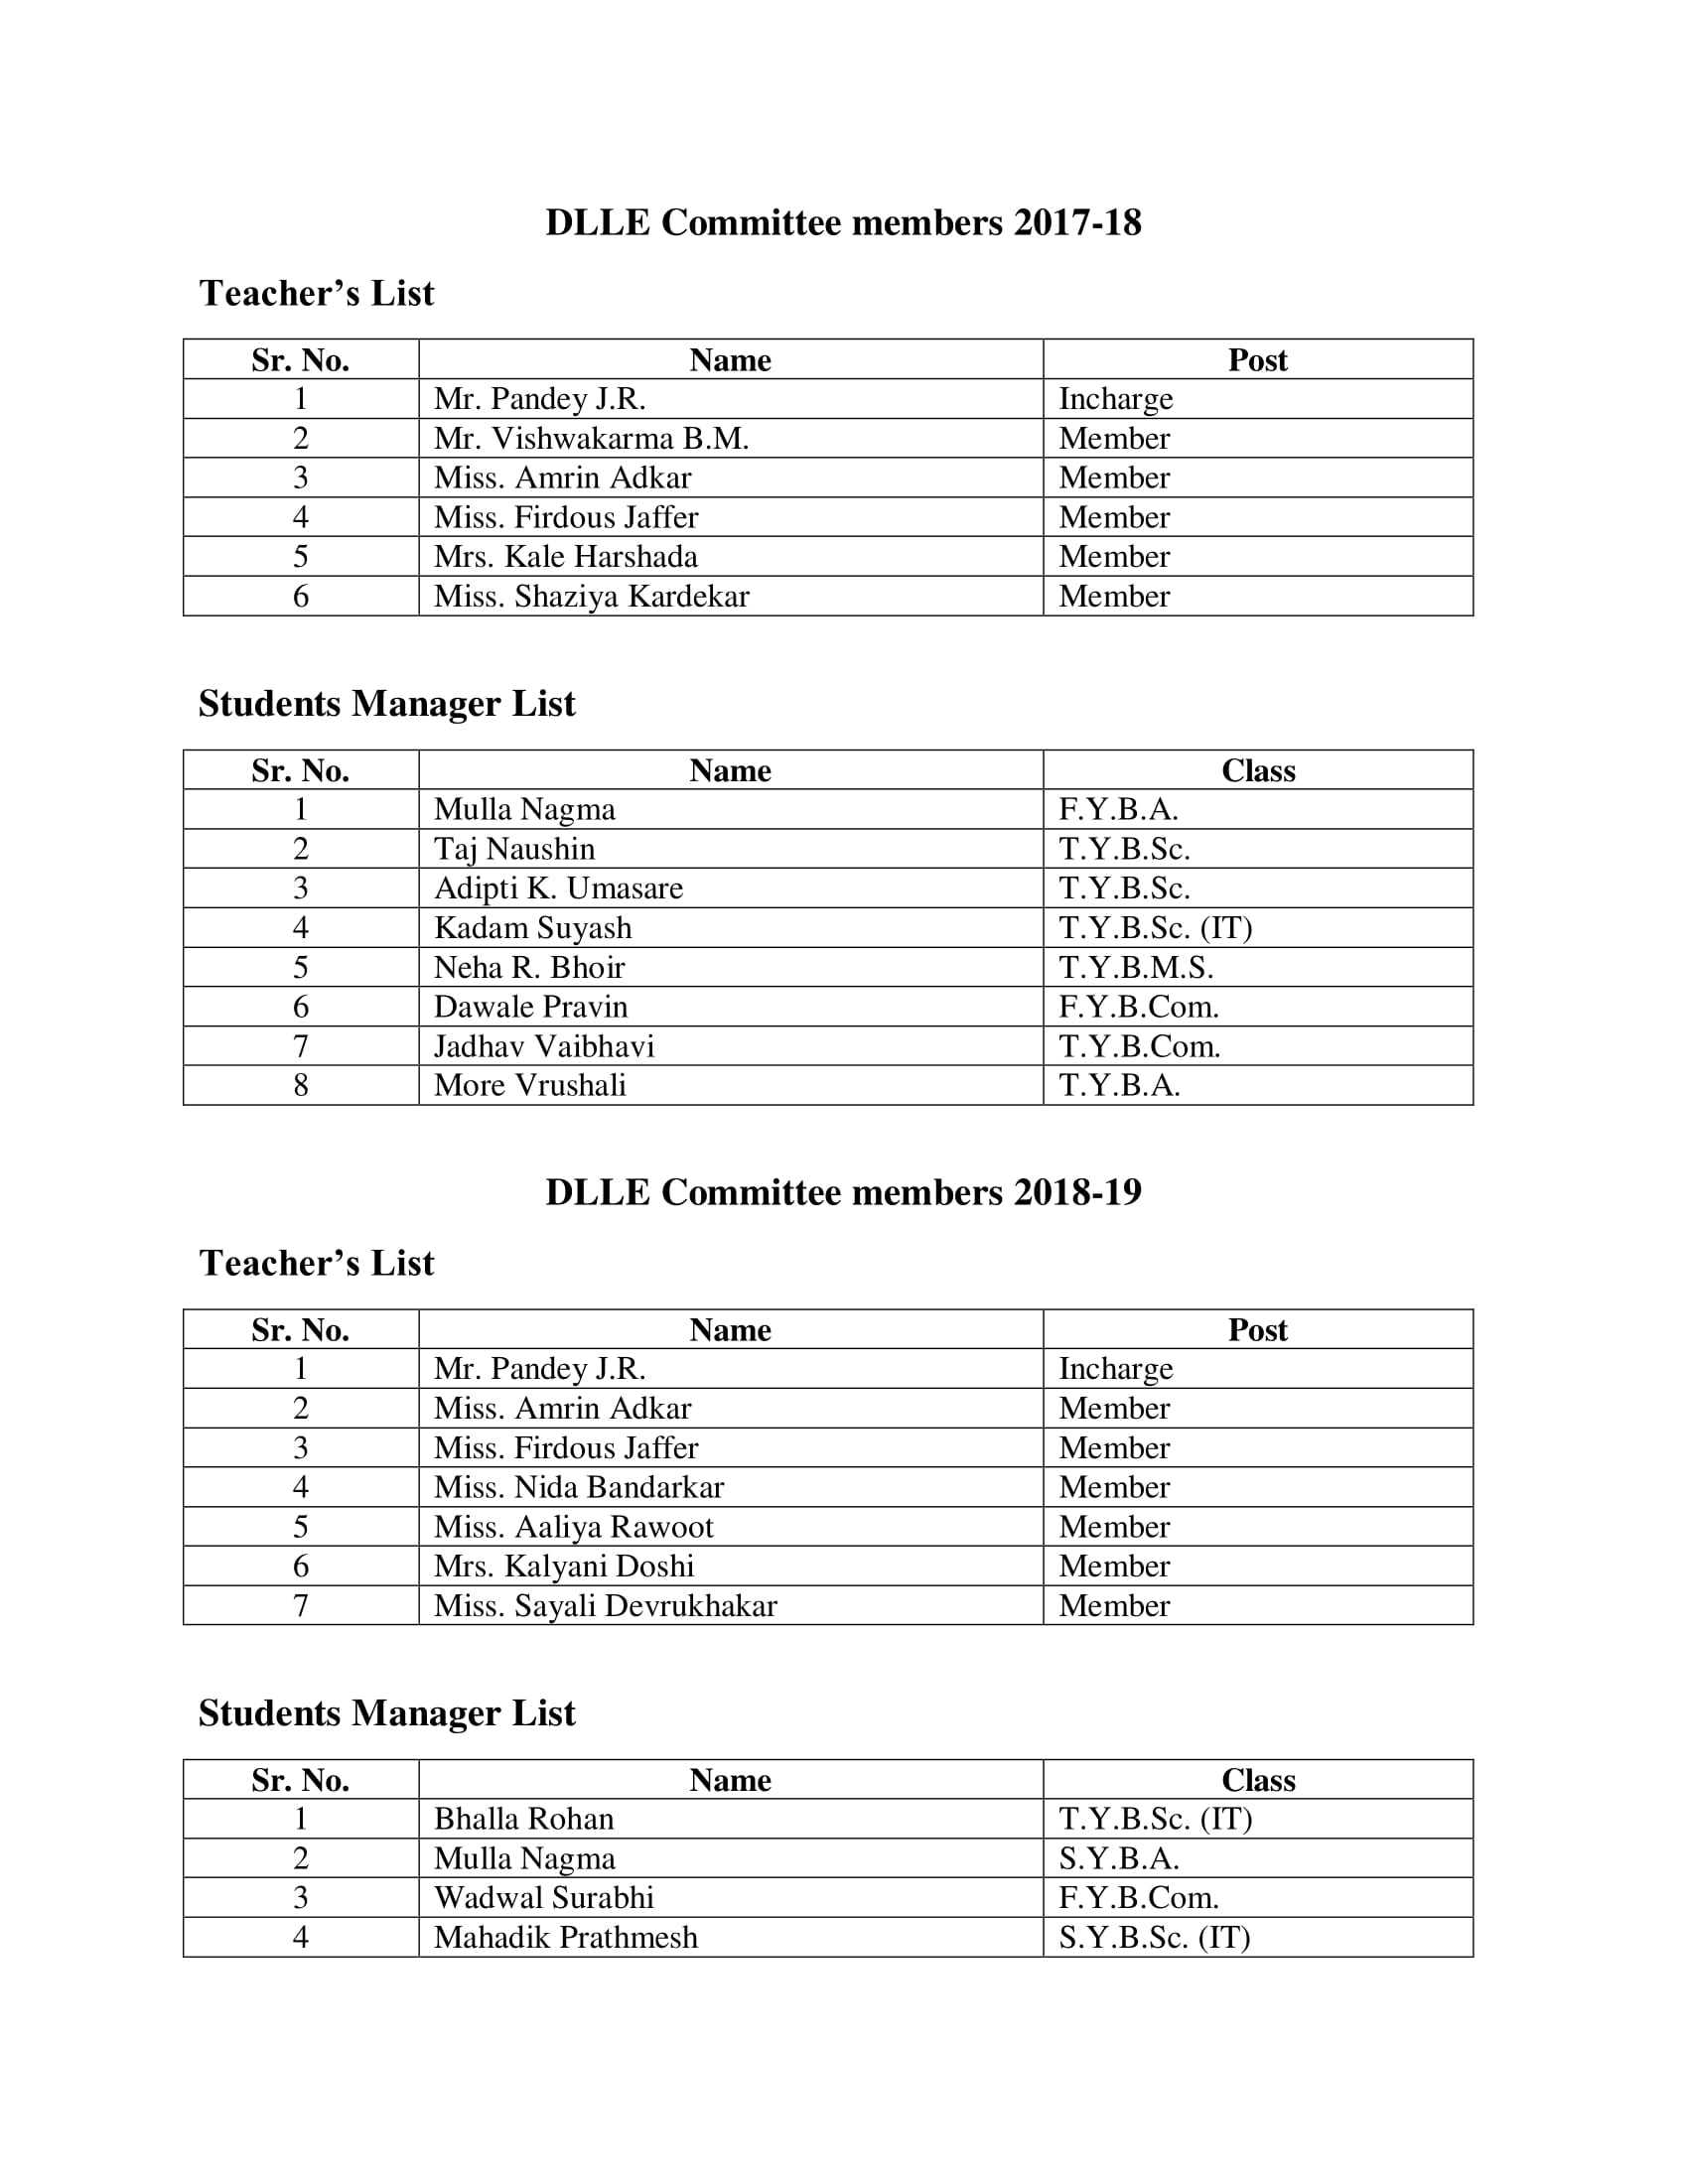 DLLE Committee members 2017-18
Teacher’s List
Sr. No. Name Post
1 Mr. Pandey J.R. Incharge
2 Mr. Vishwakarma B.M. Member
3 Miss. Amrin Adkar Member
4 Miss. Firdous Jaffer Member
5 Mrs. Kale Harshada Member
6 Miss. Shaziya Kardekar Member
Students Manager List
Sr. No. Name Class
1 Mulla Nagma F.Y.B.A.
2 Taj Naushin T.Y.B.Sc.
3 Adipti K. Umasare T.Y.B.Sc.
4 Kadam Suyash T.Y.B.Sc. (IT)
5 Neha R. Bhoir T.Y.B.M.S.
6 Dawale Pravin F.Y.B.Com.
7 Jadhav Vaibhavi T.Y.B.Com.
8 More Vrushali T.Y.B.A.
DLLE Committee members 2018-19
Teacher’s List
Sr. No. Name Post
1 Mr. Pandey J.R. Incharge
2 Miss. Amrin Adkar Member
3 Miss. Firdous Jaffer Member
4 Miss. Nida Bandarkar Member
5 Miss. Aaliya Rawoot Member
6 Mrs. Kalyani Doshi Member
7 Miss. Sayali Devrukhakar Member
Students Manager List
Sr. No. Name Class
1 Bhalla Rohan T.Y.B.Sc. (IT)
2 Mulla Nagma S.Y.B.A.
3 Wadwal Surabhi F.Y.B.Com.
4 Mahadik Prathmesh S.Y.B.Sc. (IT)